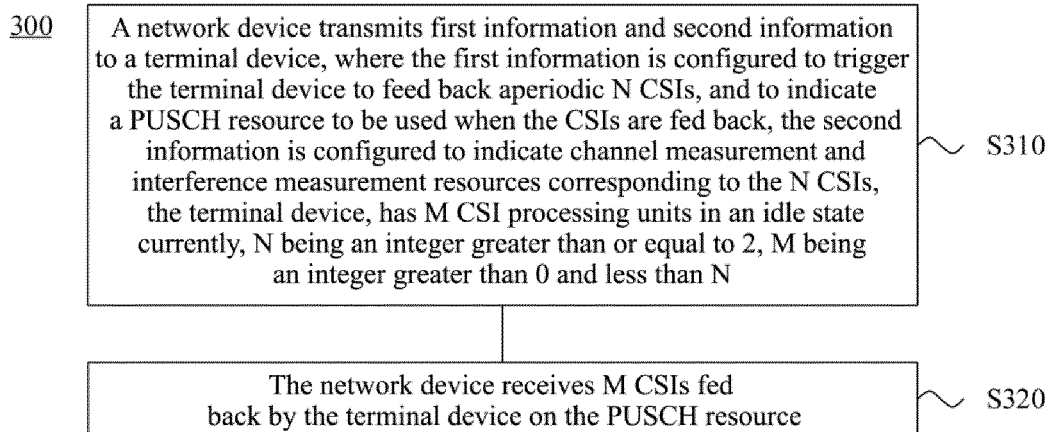 300
A network device transmits first information and second information
to a terminal device, where the first information is configured to trigger
the terminal device to feed back aperiodic N CSIs, and to indicate
a PUSCH resource to be used when the CSIs are fed back, the second
information is configured to indicate channel measurement and
interference measurement resources corresponding to the N CSIs,
the terminal device, has M CSI processing units in an idle state
currently, N being an integer greater than or equal to 2, M being
an integer greater than 0 and less than N
S310
The network device receives M CSIs fed
back by the terminal device on the PUSCH resource
S320